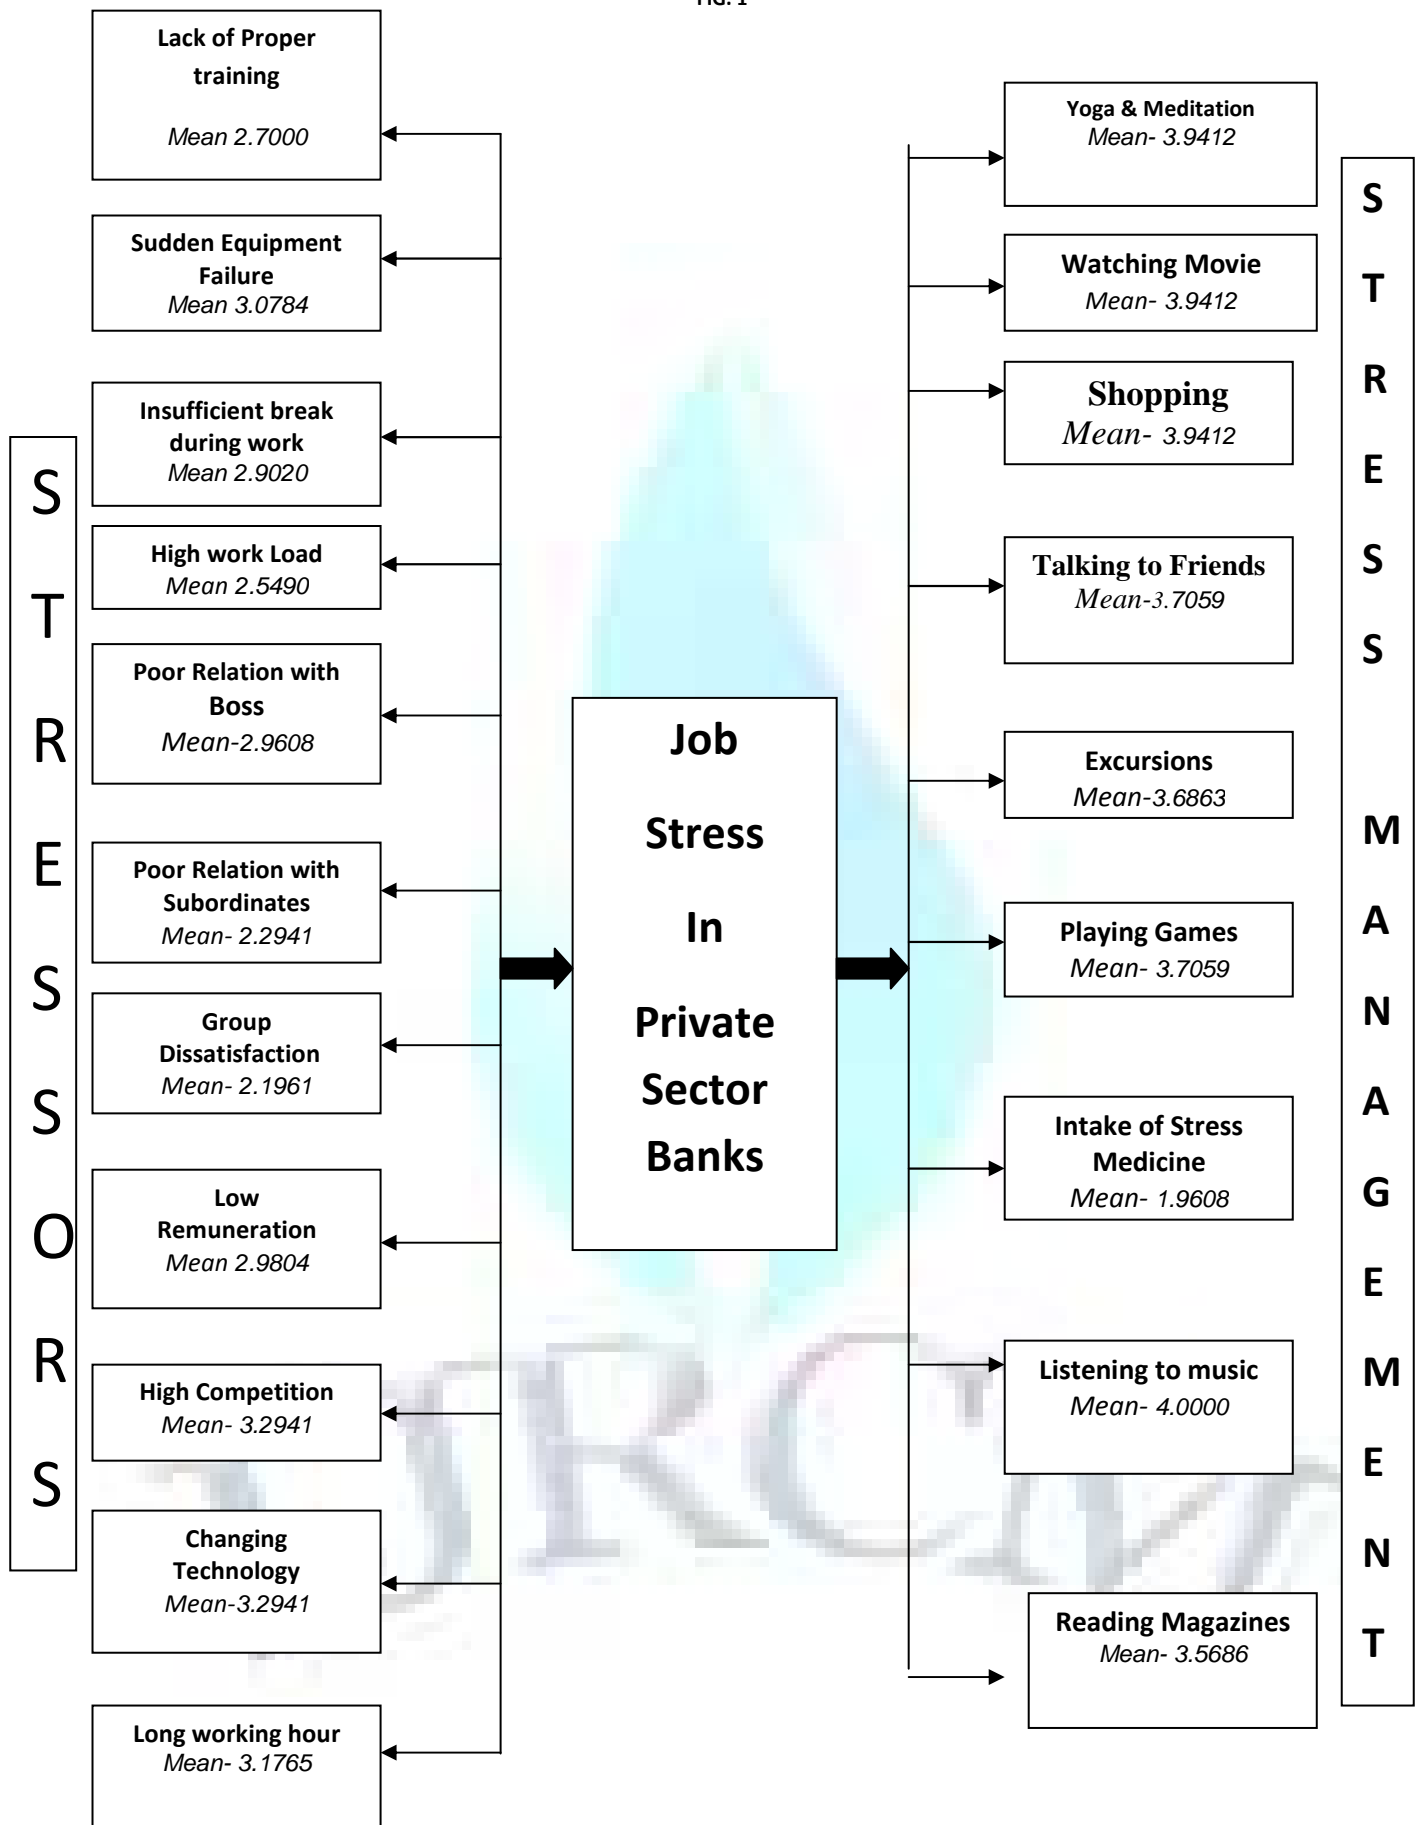 FIG. 1
Lack of Proper
training
Mean 2.7000
Sudden Equipment
Failure
Mean 3.0784
Insufficient break
during work
Mean 2.9020
High work Load
Mean 2.5490
Poor Relation with
Boss
Mean-2.9608
Poor Relation with
Subordinates
Mean- 2.2941
Group
Dissatisfaction
Mean- 2.1961
Low
Remuneration
Mean 2.9804
High Competition
Mean- 3.2941
Changing
Technology
Mean-3.2941
Long working hour
Mean- 3.1765
S
T
R
E
S
S
O
R
S
Job
Stress
In
Private
Sector
Banks
Yoga & Meditation
Mean- 3.9412
Watching Movie
Mean- 3.9412
Shopping
Mean- 3.9412
Talking to Friends
Mean-3.7059
Excursions
Mean-3.6863
Playing Games
Mean- 3.7059
Intake of Stress
Medicine
Mean- 1.9608
Listening to music
Mean- 4.0000
Reading Magazines
Mean- 3.5686
S
T
R
E
S
S
M
A
N
A
G
E
M
E
N
T